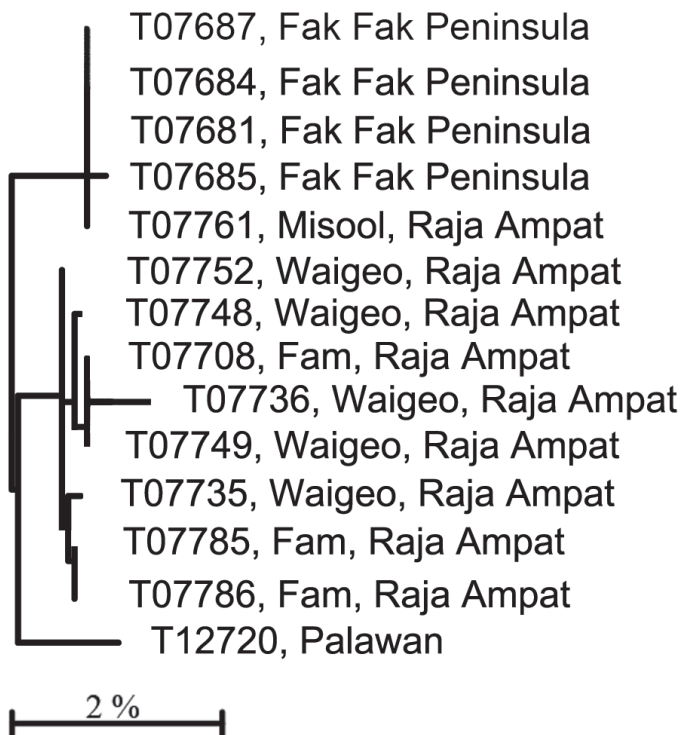 T07687, Fak Fak Peninsula
T07684, Fak Fak Peninsula
T07681, Fak Fak Peninsula
T07685, Fak Fak Peninsula
T07761, Misool, Raja Ampat
T07752, Waigeo, Raja Ampat
T07748, Waigeo, Raja Ampat
T07708, Fam, Raja Ampat
T07736, Waigeo, Raja Ampat
T07749, Waigeo, Raja Ampat
T07735, Waigeo, Raja Ampat
T07785, Fam, Raja Ampat
T07786, Fam, Raja Ampat
T12720, Palawan
2 %